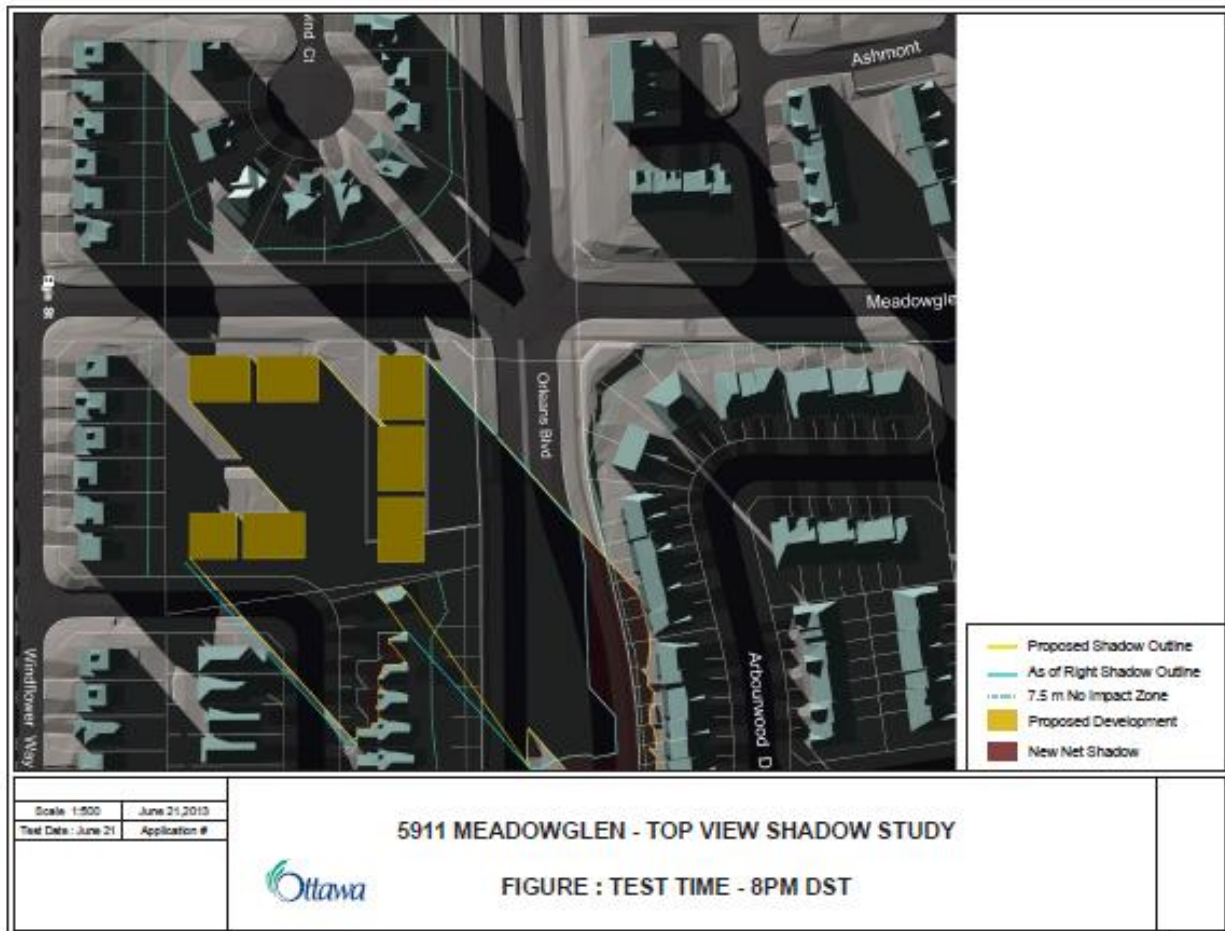 wind Ct
Ashmont
Meadowgle
Orleans Blvd
Windflower Way
Arbourwood D
Proposed Shadow Outline
As of Right Shadow Outline
7.5 m No Impact Zone
Proposed Development
New Net Shadow
Scale 1:500
June 21,2013
Test Date : June 21
Application #
5911 MEADOWGLEN - TOP VIEW SHADOW STUDY
Ottawa
FIGURE : TEST TIME - 8PM DST